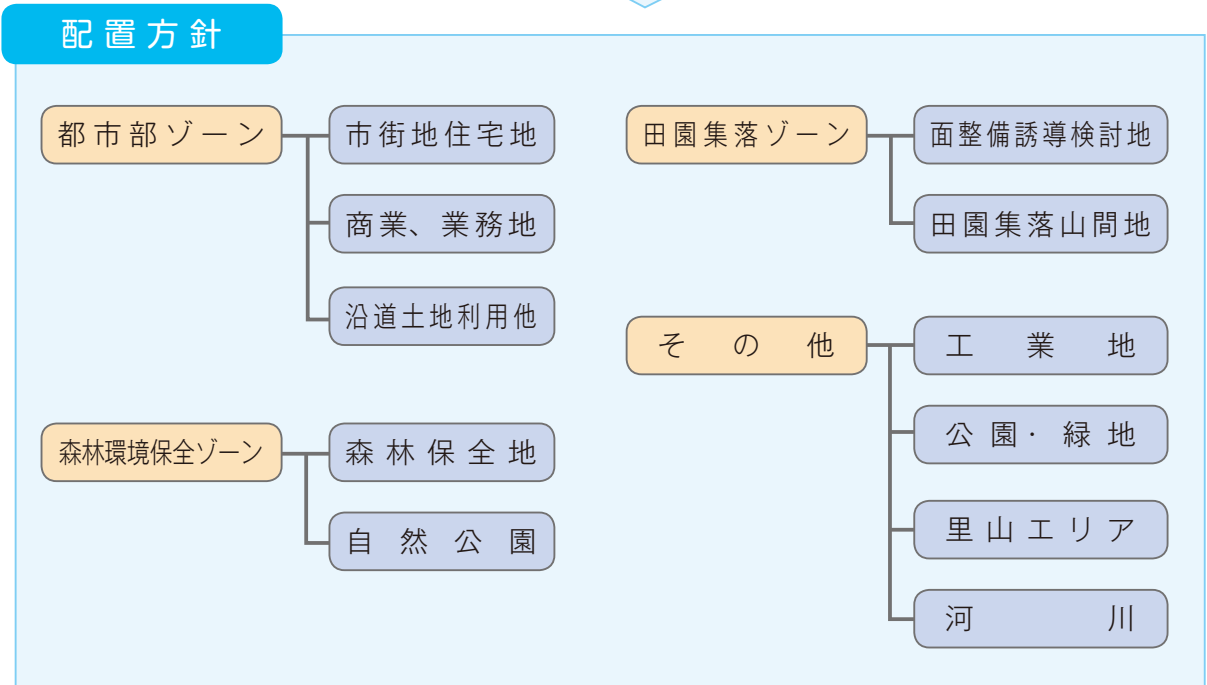 配置方針
都市部ゾーン
市街地住宅地
商業、業務地
沿道土地利用他
森林環境保全ゾーン
森林保全地
自然公園
田園集落ゾーン
面整備誘導検討地
田園集落山間地
その他
工業地
公園・緑地
里山エリア
河川